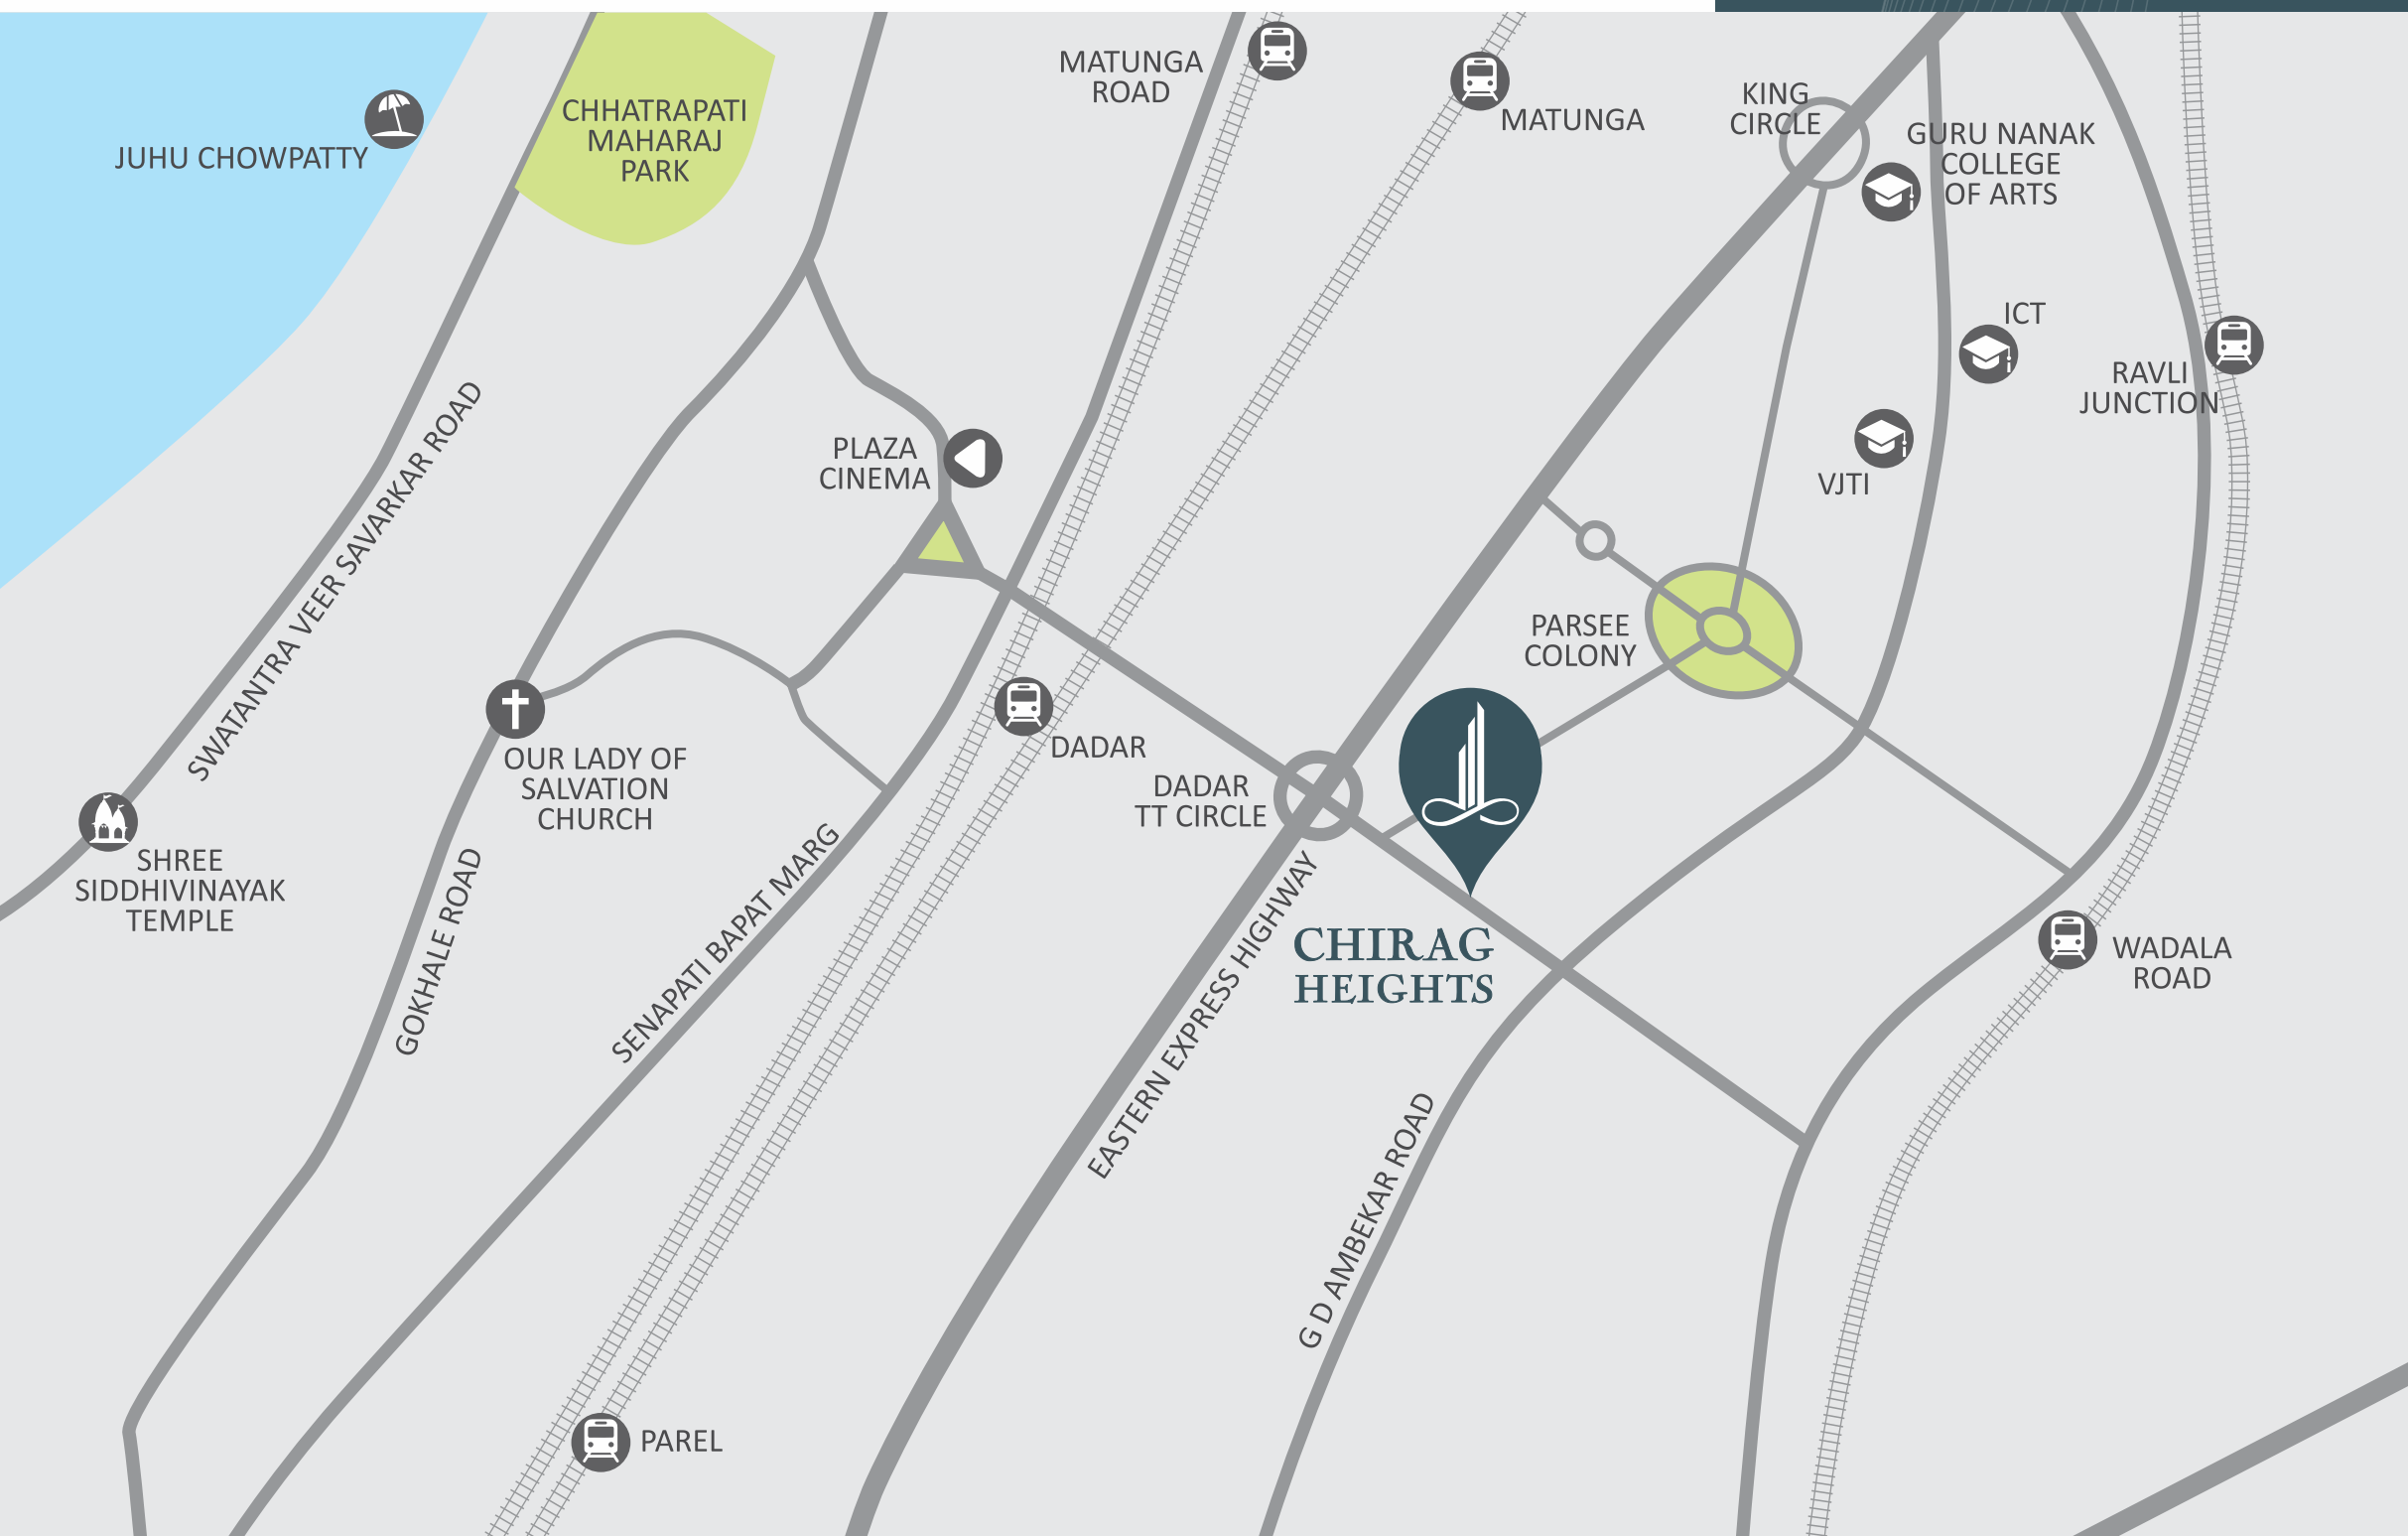 MATUNGA
ROAD
MATUNGA
KING
CIRCLE
CHHATRAPATI
MAHARAJ
PARK
JUHU CHOWPATTY
GURU NANAK
COLLEGE
OF ARTS
ICT
RAVLI
JUNCTION
PLAZA
CINEMA
VJTI
SWATANTRA VEER SAVARKAR ROAD
PARSEE
COLONY
DADAR
OUR LADY OF
SALVATION
CHURCH
DADAR
TT CIRCLE
SHREE
SIDDHIVINAYAK
TEMPLE
GOKHALE ROAD
SENAPATI BAPAT MARG
EASTERN EXPRESS HIGHWAY
CHIRAG
HEIGHTS
WADALA
ROAD
G D AMBEKAR ROAD
PAREL